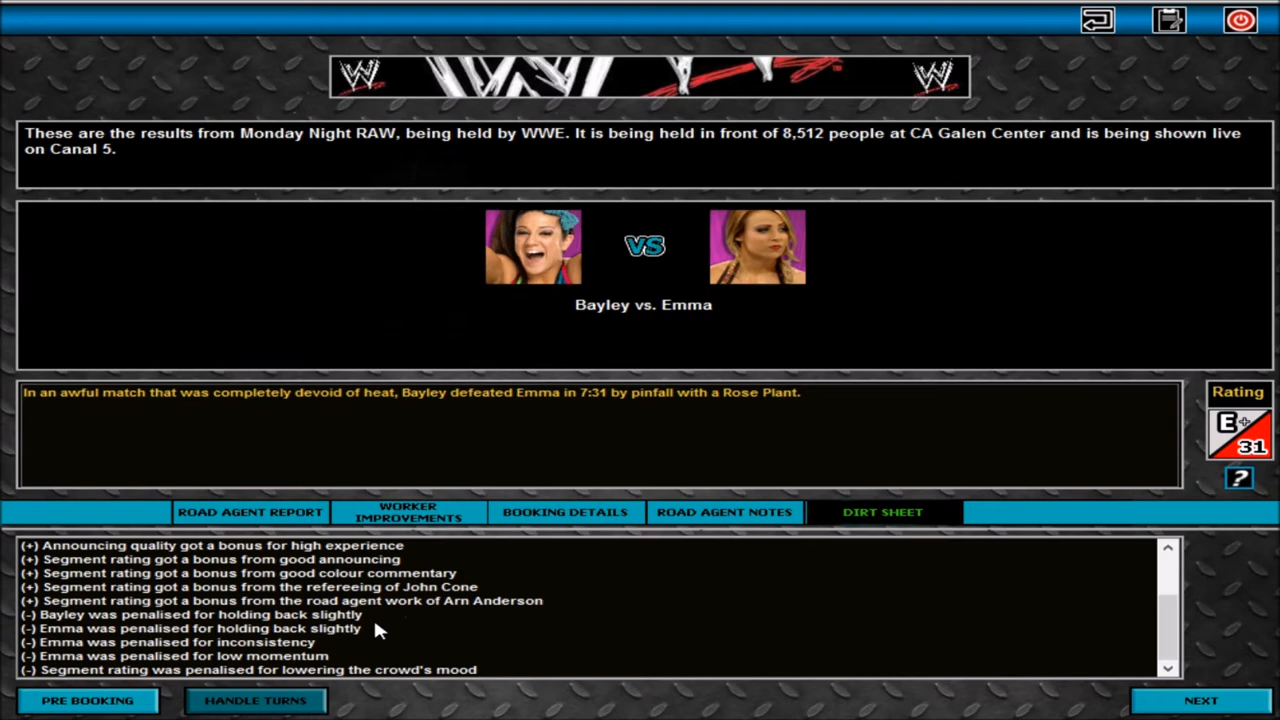 W
W
These are the results from Monday Night RAW, being held by WWE. It is being held in front of 8,512 people at CA Galen Center and is being shown live
on Canal 5.
VS
Bayley vs. Emma
In an awful match that was completely devoid of heat, Bayley defeated Emma in 7:31 by pinfall with a Rose Plant.
Rating
E+
31
?
ROAD AGENT REPORT
WORKER
IMPROVEMENTS
BOOKING DETAILS
ROAD AGENT NOTES
DIRT SHEET
(+) Announcing quality got a bonus for high experience
(+) Segment rating got a bonus from good announcing
(+) Segment rating got a bonus from good colour commentary
(+) Segment rating got a bonus from the refereeing of John Cone
(+) Segment rating got a bonus from the road agent work of Arn Anderson
(-) Bayley was penalised for holding back slightly
(-) Emma was penalised for holding back slightly
(-) Emma was penalised for inconsistency
(-) Emma was penalised for low momentum
(-) Segment rating was penalised for lowering the crowd's mood
PRE BOOKING
HANDLE TURNS
NEXT